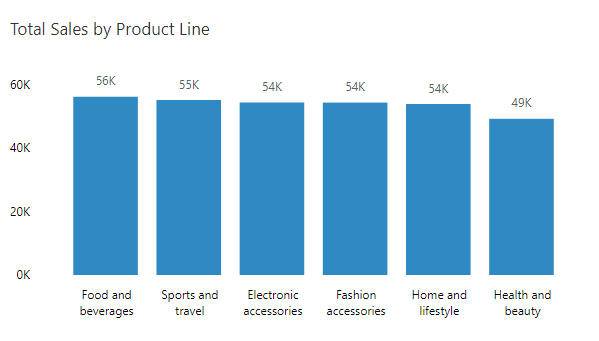 Total Sales by Product Line
60K
40K
20K
0K
56K
55K
54K
54K
54K
49K
Food and
beverages
Sports and
travel
Electronic
accessories
Fashion
accessories
Home and
lifestyle
Health and
beauty